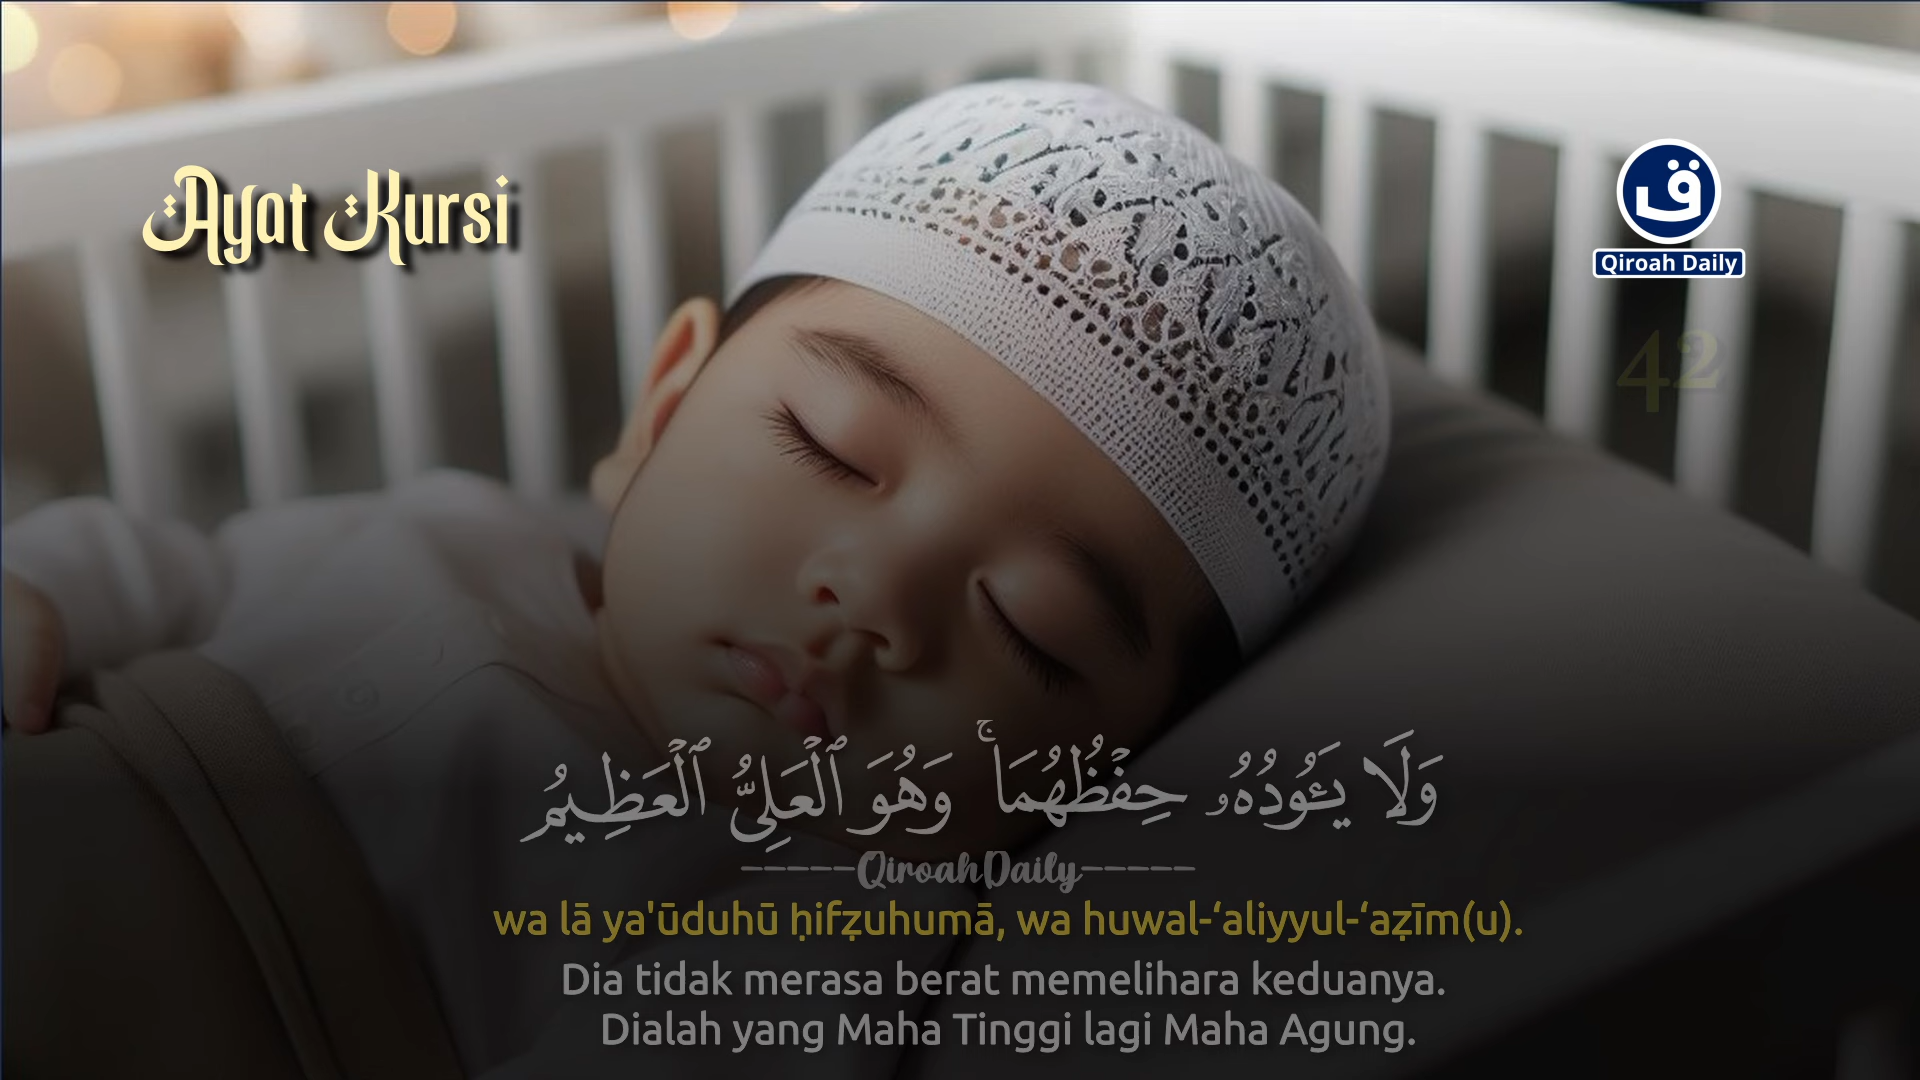 Ayat Kursi
ق
Qiroah Daily
42
وَلَا يَـُٔودُهُۥ حِفْظُهُمَا ۚ وَهُوَ ٱلْعَلِىُّ ٱلْعَظِيمُ
-----QiroahDaily-----
wa lā ya'ūduhū ḥifẓuhumā, wa huwal-‘aliyyul-‘aẓīm(u).
Dia tidak merasa berat memelihara keduanya.
Dialah yang Maha Tinggi lagi Maha Agung.